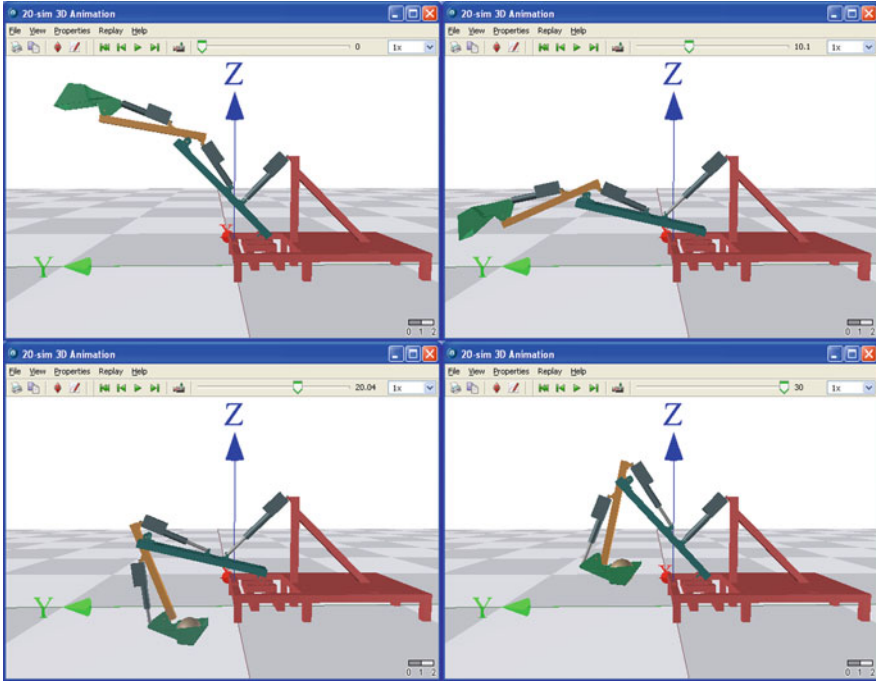 20-sim 3D Animation
File View Properties Replay Help
0 1x
Z
Y
X
0 1 2
20-sim 3D Animation
File View Properties Replay Help
10.1 1x
Z
Y
X
0 1 2
20-sim 3D Animation
File View Properties Replay Help
20.04 1x
Z
Y
0 1 2
20-sim 3D Animation
File View Properties Replay Help
30 1x
Z
Y
X
0 1 2